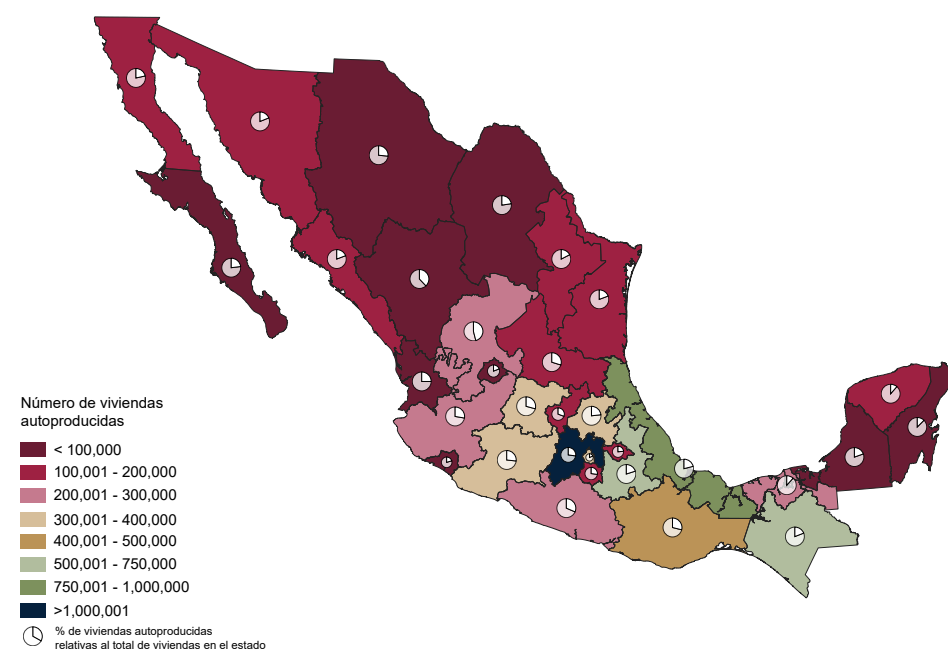 Número de viviendas
autoproducidas
< 100,000
100,001 - 200,000
200,001 - 300,000
300,001 - 400,000
400,001 - 500,000
500,001 - 750,000
750,001 - 1,000,000
>1,000,001
% de viviendas autoproducidas
relativas al total de viviendas en el estado